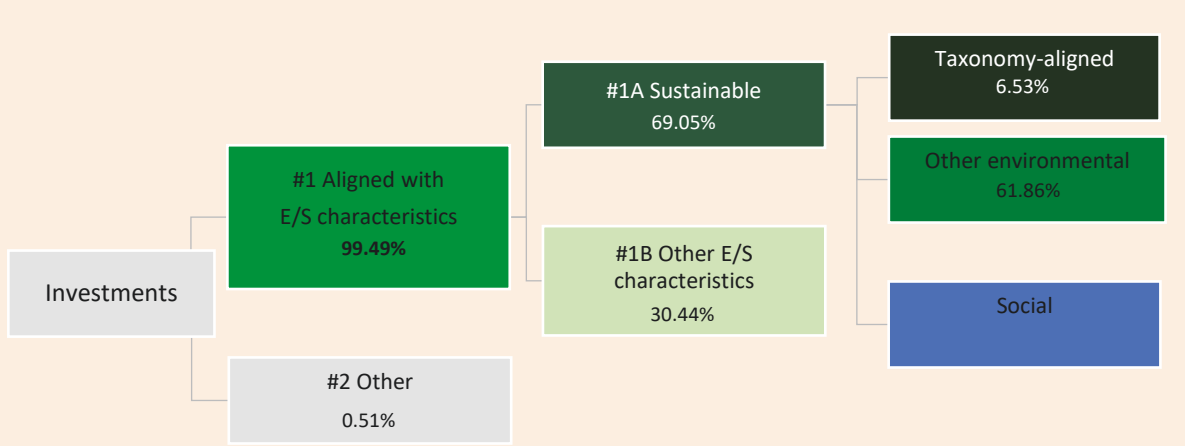 Investments
#1 Aligned with
E/S characteristics
99.49%
#2 Other
0.51%
#1A Sustainable
69.05%
#1B Other E/S
characteristics
30.44%
Taxonomy-aligned
6.53%
Other environmental
61.86%
Social